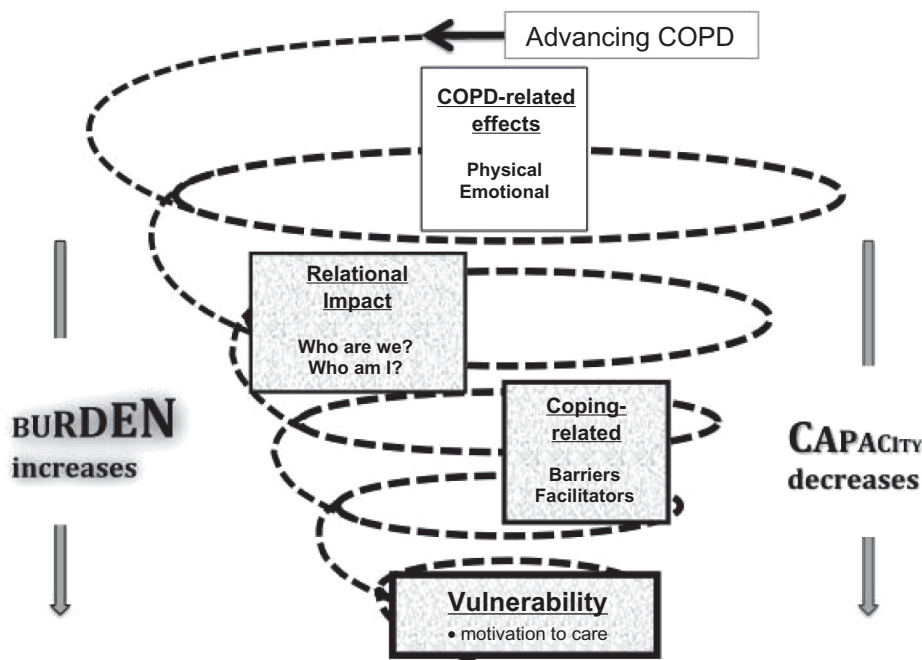 Advancing COPD
COPD-related
effects
Physical
Emotional
Relational
Impact
Who are we?
Who am I?
Coping-
related
Barriers
Facilitators
BURDEN
increases
CAPACITY
decreases
Vulnerability
• motivation to care